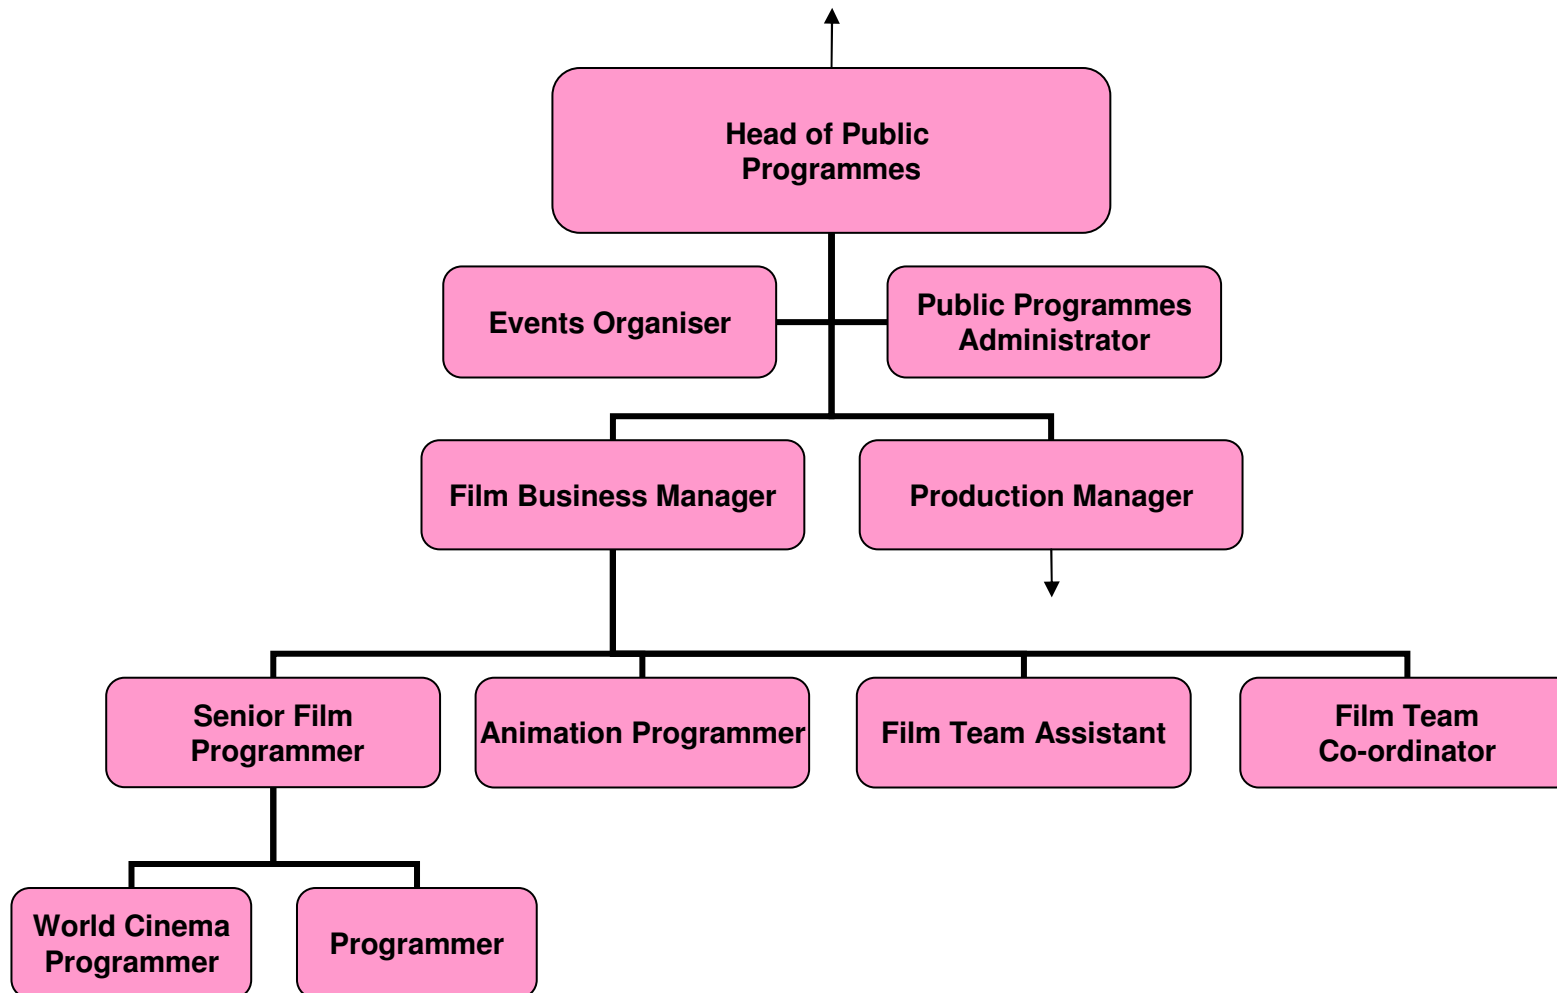 Head of Public
Programmes
Events Organiser
Public Programmes
Administrator
Film Business Manager
Production Manager
Senior Film
Programmer
Animation Programmer
Film Team Assistant
Film Team
Co-ordinator
World Cinema
Programmer
Programmer